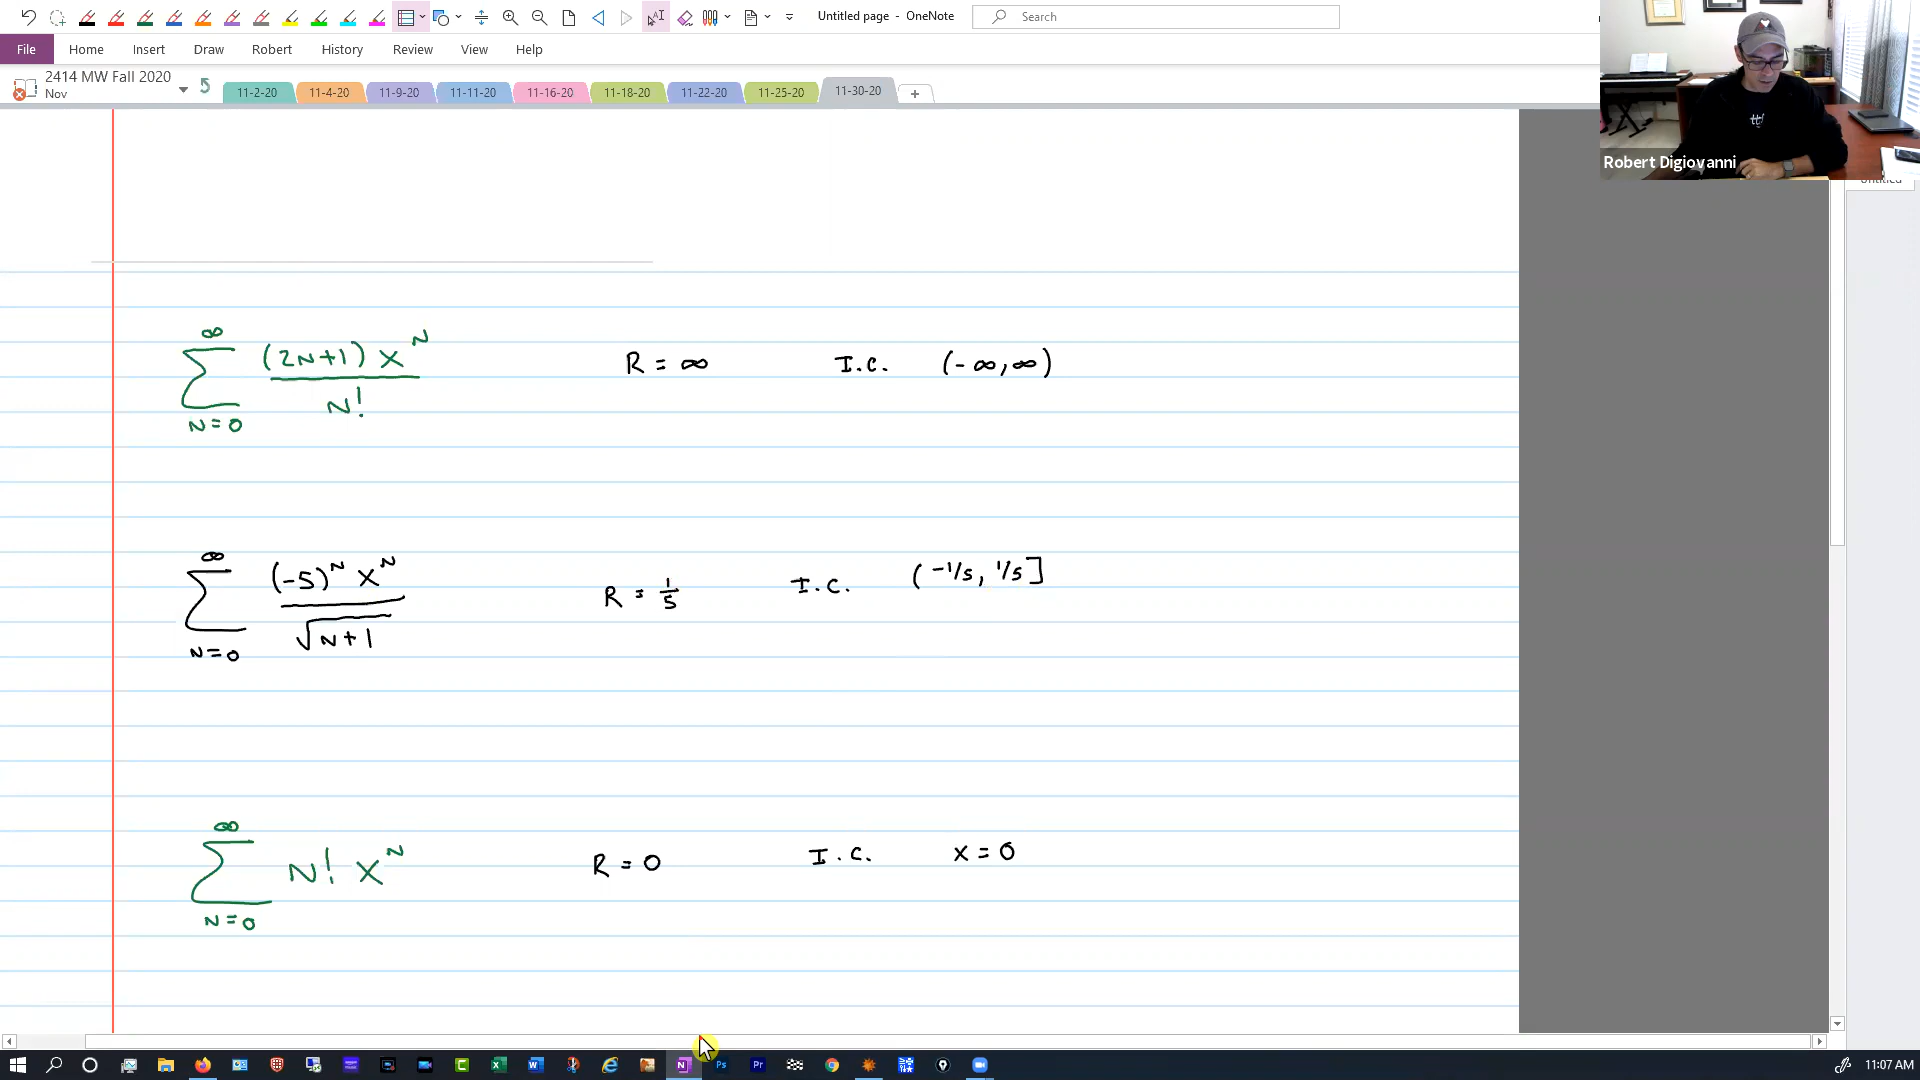 Untitled page - OneNote
Search
File Home Insert Draw Robert History Review View Help
2414 MW Fall 2020
Nov
11-2-20 11-4-20 11-9-20 11-11-20 11-16-20 11-18-20 11-22-20 11-25-20 11-30-20
Robert Digiovanni
∞
∑ (2N+1) X^N / N!
N=0
R = ∞ I.C. (-∞,∞)
∞
∑ (-5)^N X^N / √N+1
N=0
R = 1/5 I.C. (-1/5, 1/5]
∞
∑ N! X^N
N=0
R = 0 I.C. X = 0
11:07 AM